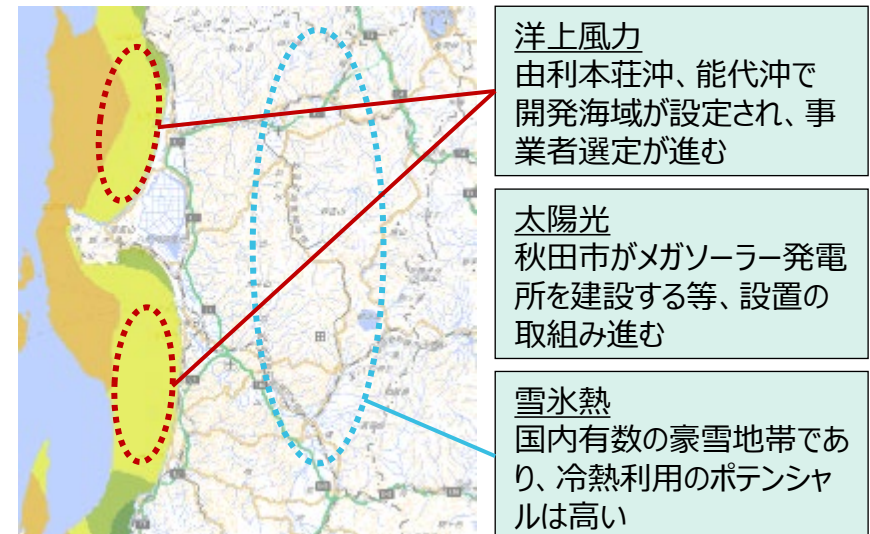 洋上風力
由利本荘沖、能代沖で
開発海域が設定され、事
業者選定が進む
太陽光
秋田市がメガソーラー発電
所を建設する等、設置の
取組み進む
雪氷熱
国内有数の豪雪地帯であ
り、冷熱利用のポテンシャ
ルは高い
田